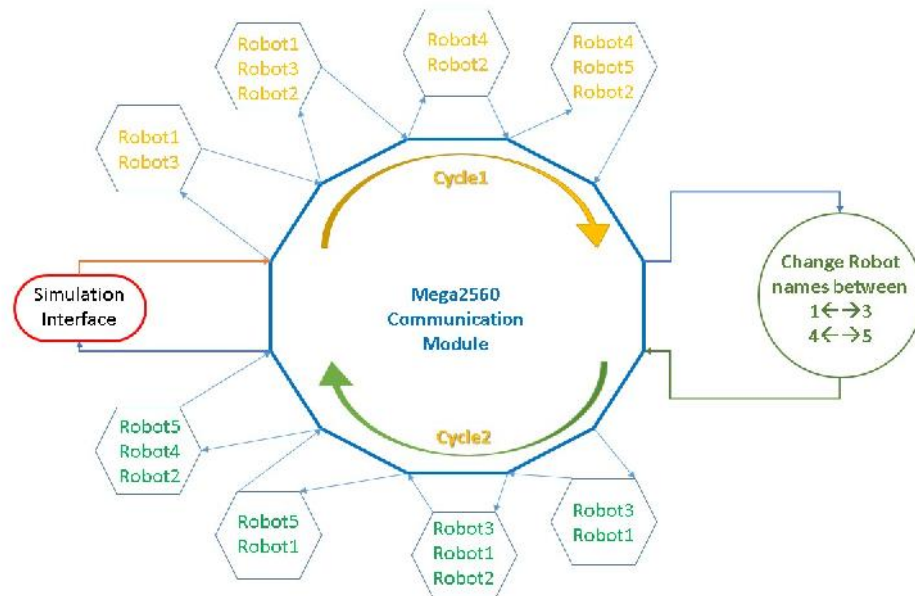 Robot1
Robot3
Robot2
Robot4
Robot2
Robot4
Robot5
Robot2
Robot1
Robot3
Cycle1
Simulation
Interface
Mega2560
Communication
Module
Change Robot
names between
1←→3
4←→5
Cycle2
Robot5
Robot4
Robot2
Robot5
Robot1
Robot3
Robot1
Robot2
Robot3
Robot1